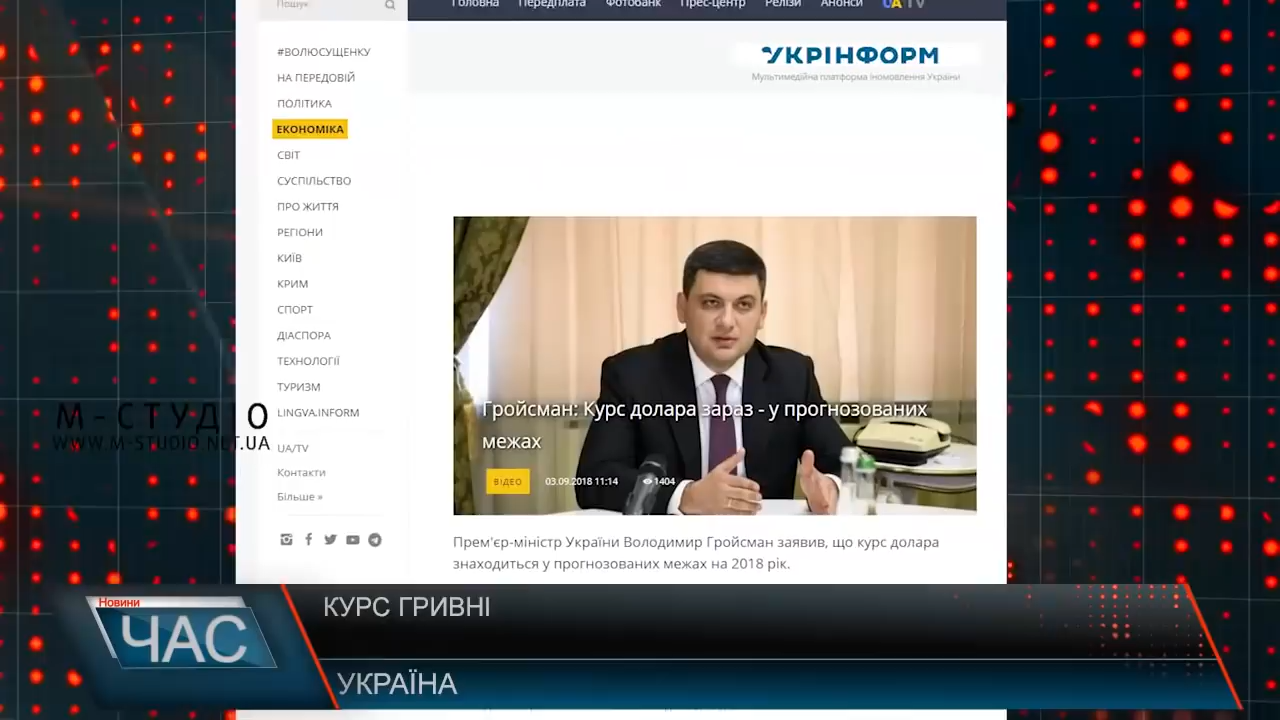 Пошук
Головна Передплата Фотобанк Прес-центр Релізи Анонси UA TV
УКРІНФОРМ
Мультимедійна платформа іномовлення України
#ВОЛЮСУЩЕНКУ
НА ПЕРЕДОВІЙ
ПОЛІТИКА
ЕКОНОМІКА
СВІТ
СУСПІЛЬСТВО
ПРО ЖИТТЯ
РЕГІОНИ
КИЇВ
КРИМ
СПОРТ
ДІАСПОРА
ТЕХНОЛОГІЇ
ТУРИЗМ
LINGVA.INFORM
UA/TV
Контакти
Більше »
М-СТУДІО
WWW.M-STUDIO.NET.UA
Гройсман: Курс долара зараз - у прогнозованих
межах
ВІДЕО 03.09.2018 11:14 1404
Прем'єр-міністр України Володимир Гройсман заявив, що курс долара
знаходиться у прогнозованих межах на 2018 рік.
Новини
ЧАС
КУРС ГРИВНІ
УКРАЇНА